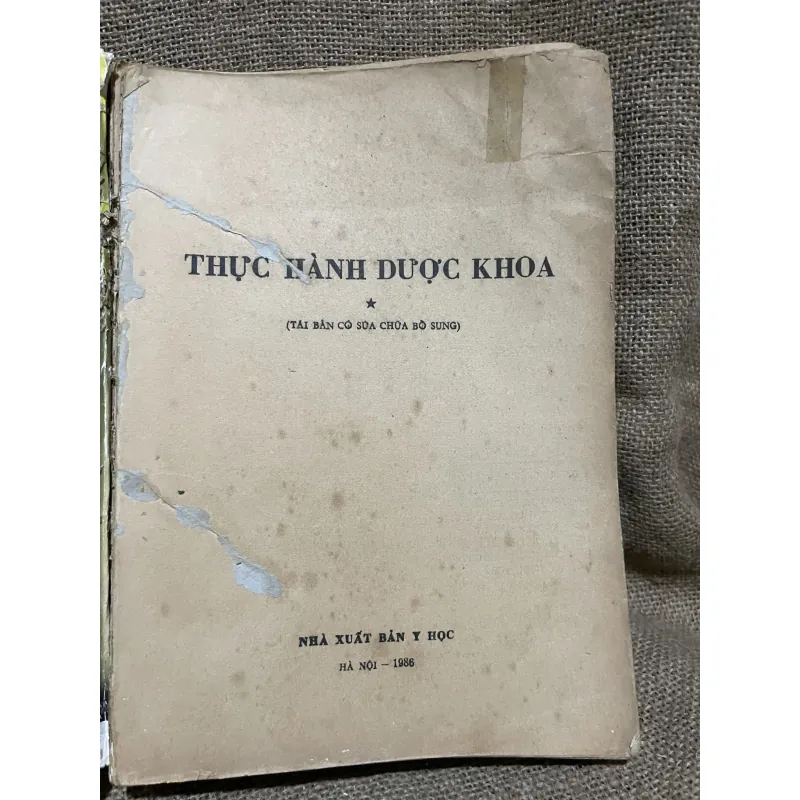 THỰC HÀNH DƯỢC KHOA
★
(TÁI BẢN CÓ SỬA CHỮA BỔ SUNG)
NHÀ XUẤT BẢN Y HỌC
HÀ NỘI — 1986